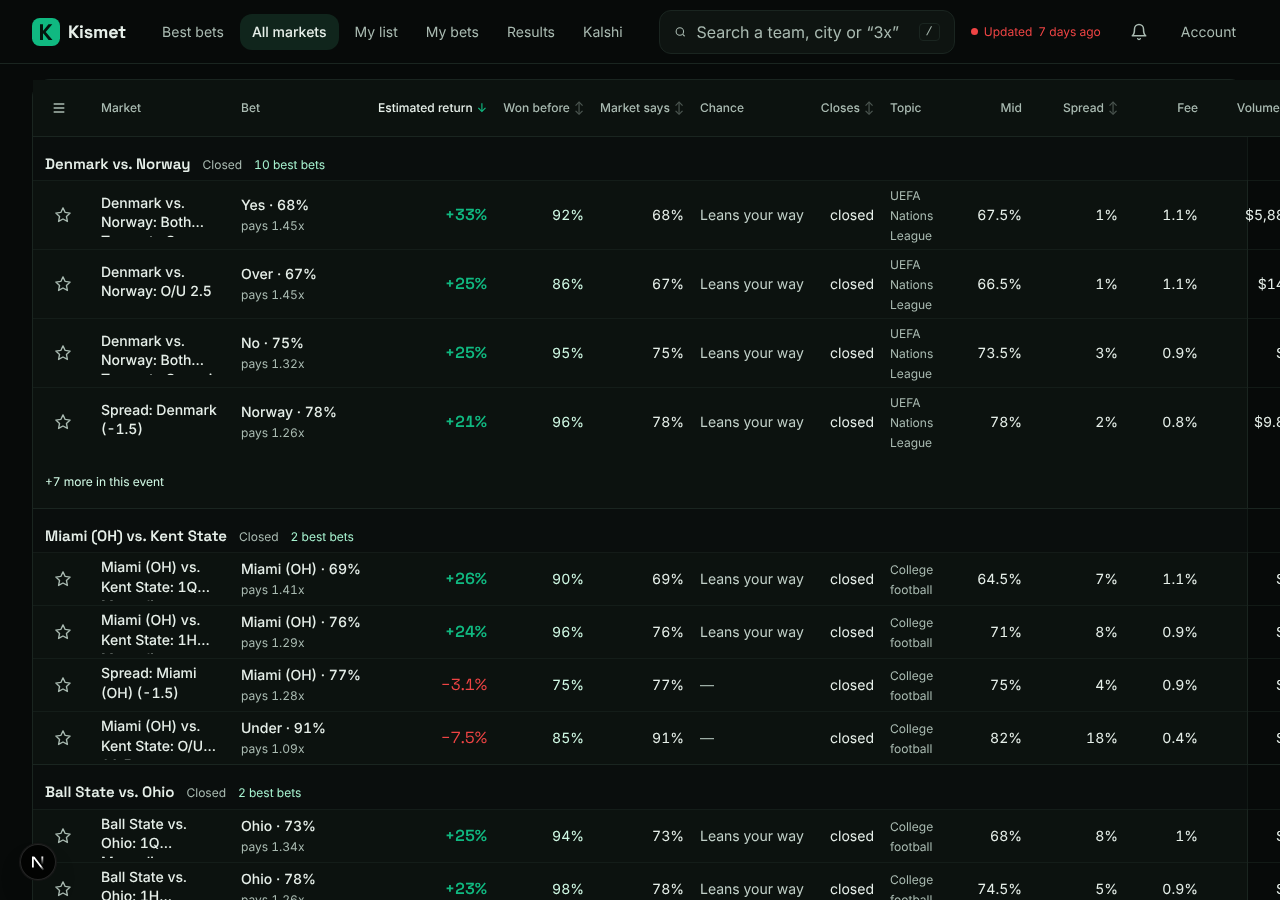 Kismet
Best bets
All markets
My list
My bets
Results
Kalshi
Search a team, city or “3x”
/
Updated 7 days ago
Account
Market
Bet
Estimated return ↓
Won before
Market says
Chance
Closes
Topic
Mid
Spread
Fee
Volume
Denmark vs. Norway Closed 10 best bets
Denmark vs.
Norway: Both...
Yes · 68%
pays 1.45x
+33%
92%
68%
Leans your way
closed
UEFA
Nations
League
67.5%
1%
1.1%
Denmark vs.
Norway: O/U 2.5
Over · 67%
pays 1.45x
+25%
86%
67%
Leans your way
closed
UEFA
Nations
League
66.5%
1%
1.1%
Denmark vs.
Norway: Both...
No · 75%
pays 1.32x
+25%
95%
75%
Leans your way
closed
UEFA
Nations
League
73.5%
3%
0.9%
Spread: Denmark
(-1.5)
Norway · 78%
pays 1.26x
+21%
96%
78%
Leans your way
closed
UEFA
Nations
League
78%
2%
0.8%
+7 more in this event
Miami (OH) vs. Kent State Closed 2 best bets
Miami (OH) vs.
Kent State: 1Q...
Miami (OH) · 69%
pays 1.41x
+26%
90%
69%
Leans your way
closed
College
football
64.5%
7%
1.1%
Miami (OH) vs.
Kent State: 1H...
Miami (OH) · 76%
pays 1.29x
+24%
96%
76%
Leans your way
closed
College
football
71%
8%
0.9%
Spread: Miami
(OH) (-1.5)
Miami (OH) · 77%
pays 1.28x
−3.1%
75%
77%
—
closed
College
football
75%
4%
0.9%
Miami (OH) vs.
Kent State: O/U...
Under · 91%
pays 1.09x
−7.5%
85%
91%
—
closed
College
football
82%
18%
0.4%
Ball State vs. Ohio Closed 2 best bets
Ball State vs.
Ohio: 1Q...
Ohio · 73%
pays 1.34x
+25%
94%
73%
Leans your way
closed
College
football
68%
8%
1%
Ball State vs.
Ohio: 1H...
Ohio · 78%
pays 1.26x
+23%
98%
78%
Leans your way
closed
College
football
74.5%
5%
0.9%